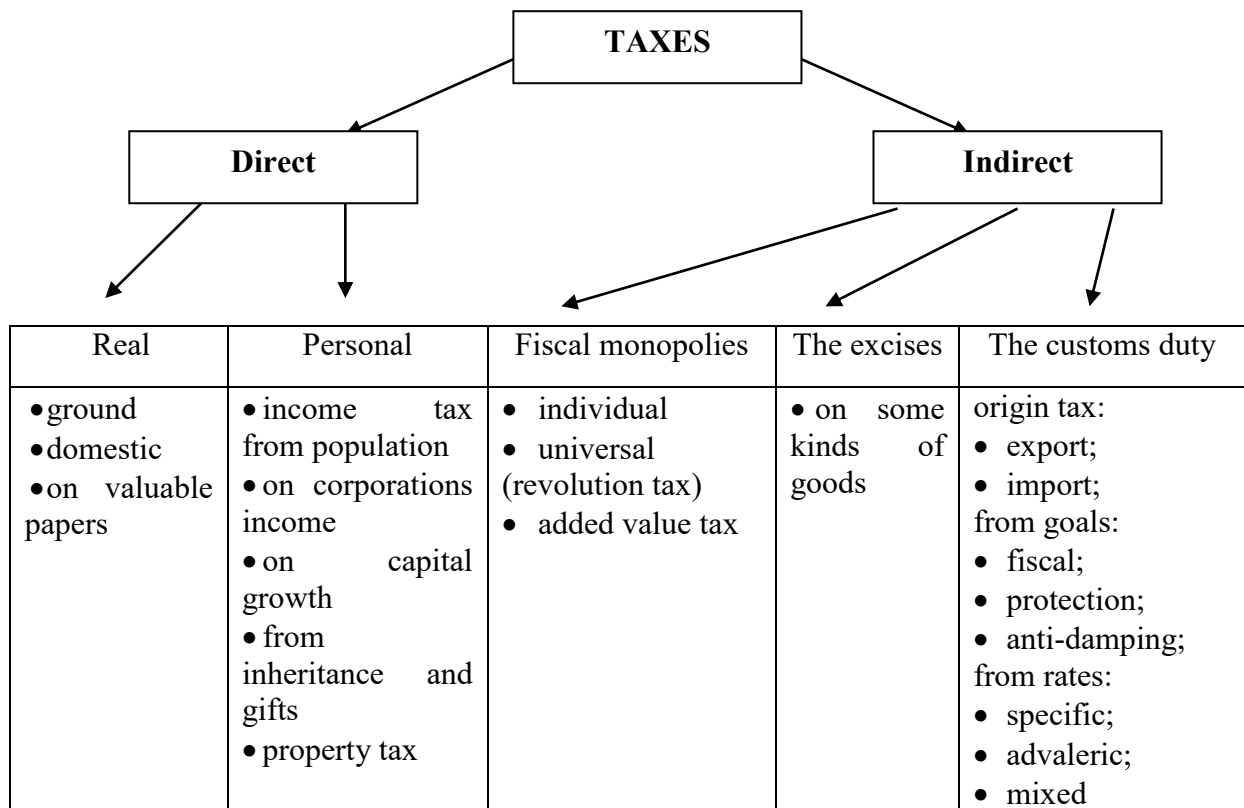 TAXES
Direct
Indirect
Real
Personal
Fiscal monopolies
The excises
The customs duty
•ground
•domestic
•on valuable
papers
•income tax
from population
•on corporations
income
•on capital
growth
•from
inheritance and
gifts
•property tax
• individual
• universal
(revolution tax)
• added value tax
• on some
kinds of
goods
origin tax:
• export;
• import;
from goals:
• fiscal;
• protection;
• anti-damping;
from rates:
• specific;
• advaleric;
• mixed